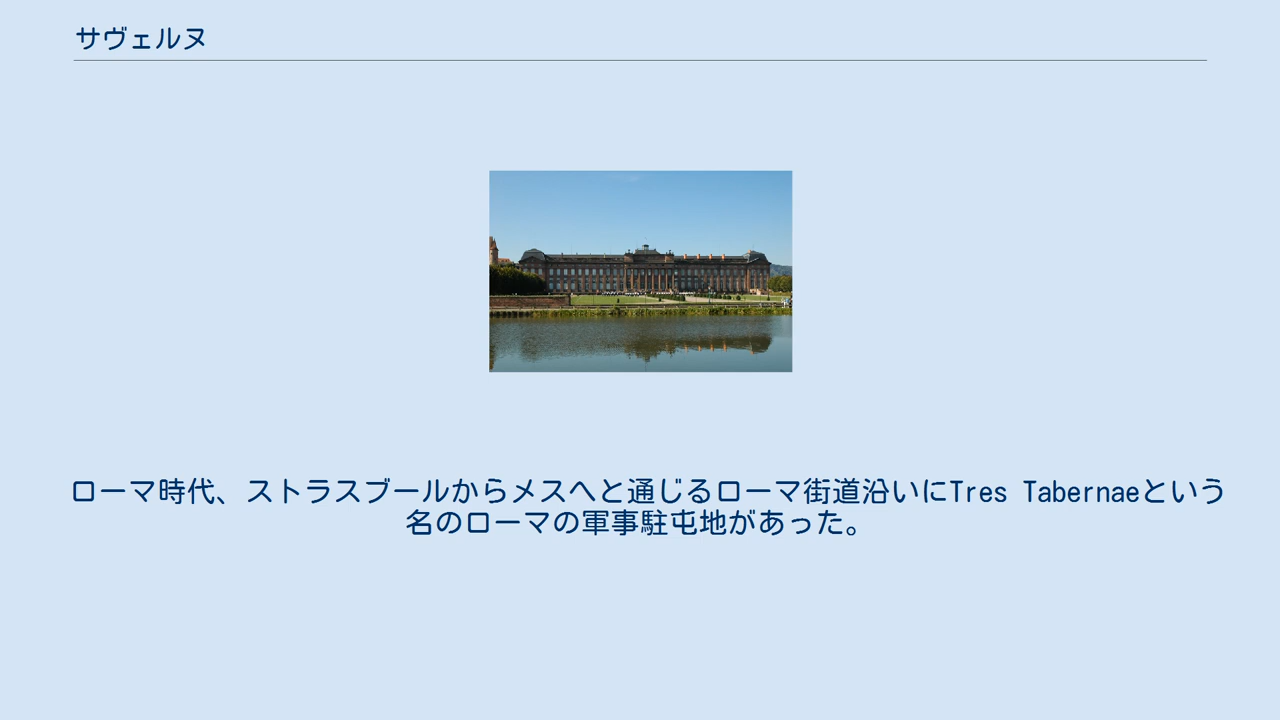 サヴェルヌ
ローマ時代、ストラスブールからメスへと通じるローマ街道沿いにTres Tabernaeという
名のローマの軍事駐屯地があった。